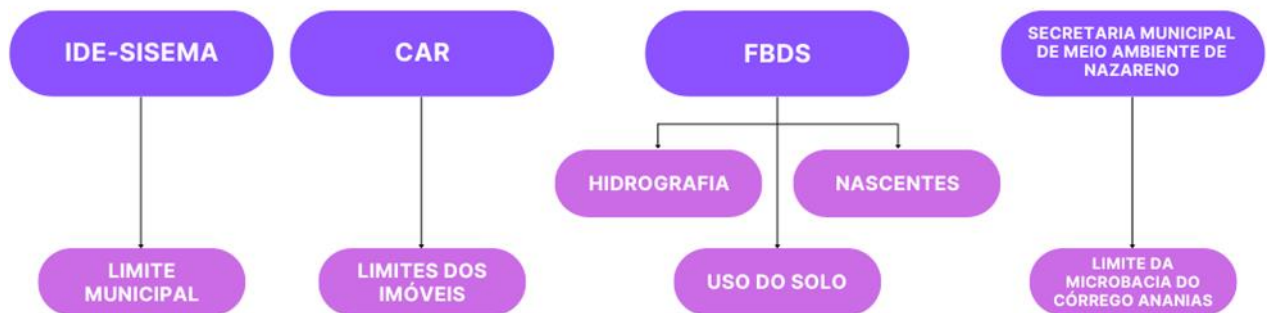 IDE-SISEMA
CAR
FBDS
SECRETARIA MUNICIPAL
DE MEIO AMBIENTE DE
NAZARENO
HIDROGRAFIA
NASCENTES
LIMITE
MUNICIPAL
LIMITES DOS
IMÓVEIS
USO DO SOLO
LIMITE DA
MICROBACIA DO
CÓRREGO ANANIAS